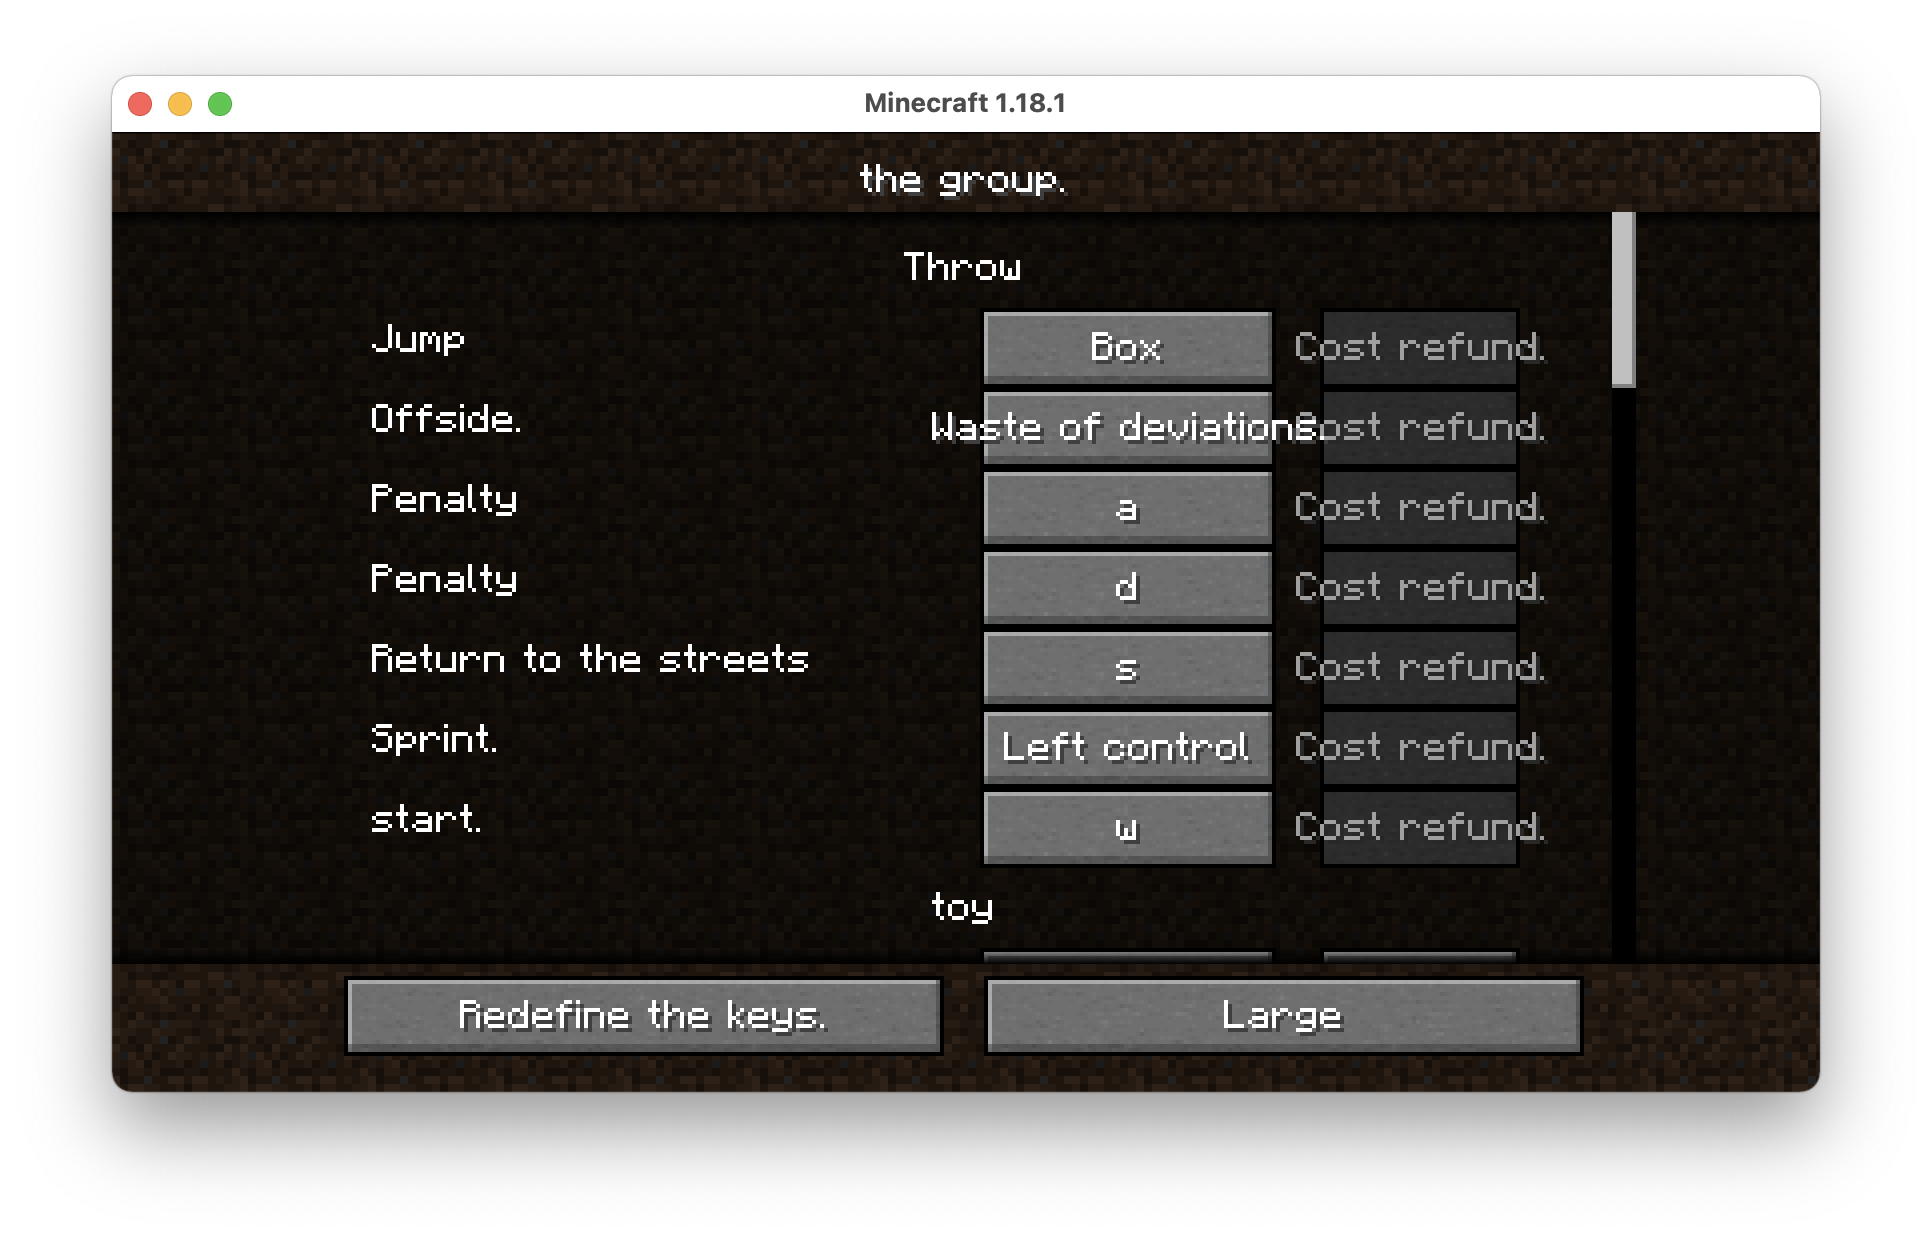 Minecraft 1.18.1
the group.
Throw
Jump Box Cost refund.
Offside. Waste of deviations. Cost refund.
Penalty a Cost refund.
Penalty d Cost refund.
Return to the streets s Cost refund.
Sprint. Left control Cost refund.
start. w Cost refund.
toy
Redefine the keys. Large